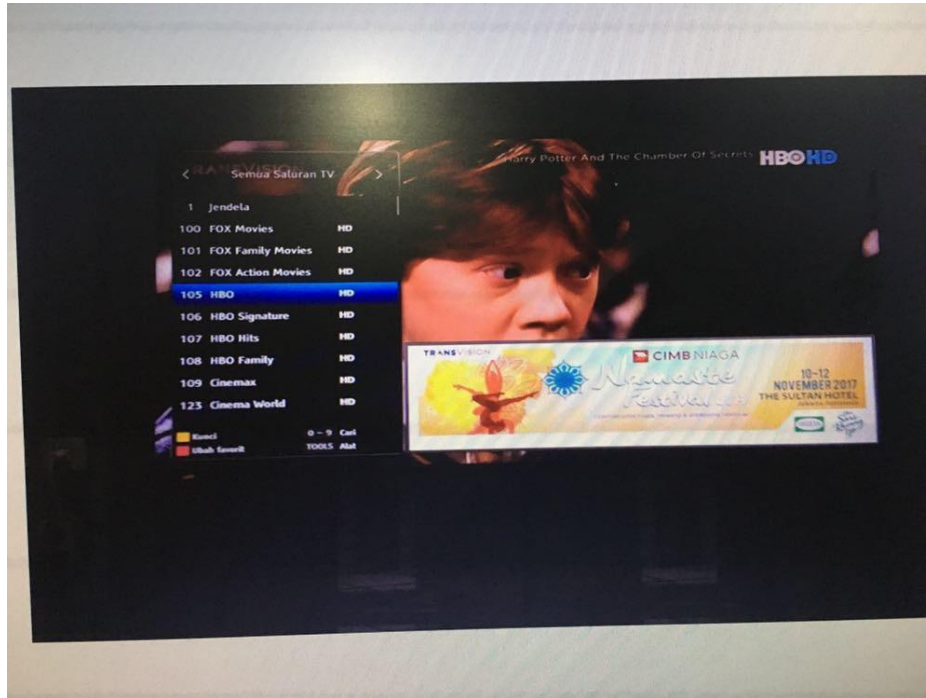 TRANSVISION
Semua Saluran TV
1 Jendela
100 FOX Movies HD
101 FOX Family Movies HD
102 FOX Action Movies HD
105 HBO HD
106 HBO Signature HD
107 HBO Hits HD
108 HBO Family HD
109 Cinemax HD
123 Cinema World HD
Kunci 0 - 9 Cari
Ubah favorit TOOLS Alat
Harry Potter And The Chamber Of Secrets HBO HD
TRANSVISION
CIMB NIAGA
Namaste
Festival
10-12
NOVEMBER 2017
THE SULTAN HOTEL